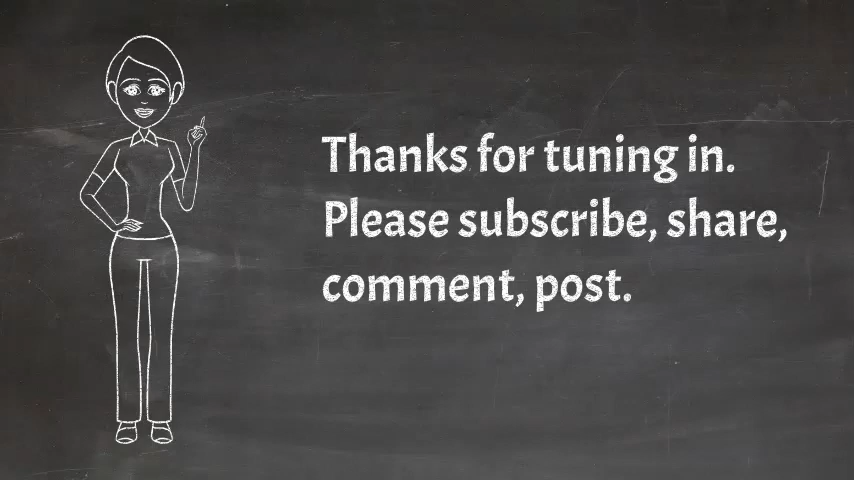 Thanks for tuning in.
Please subscribe, share,
comment, post.